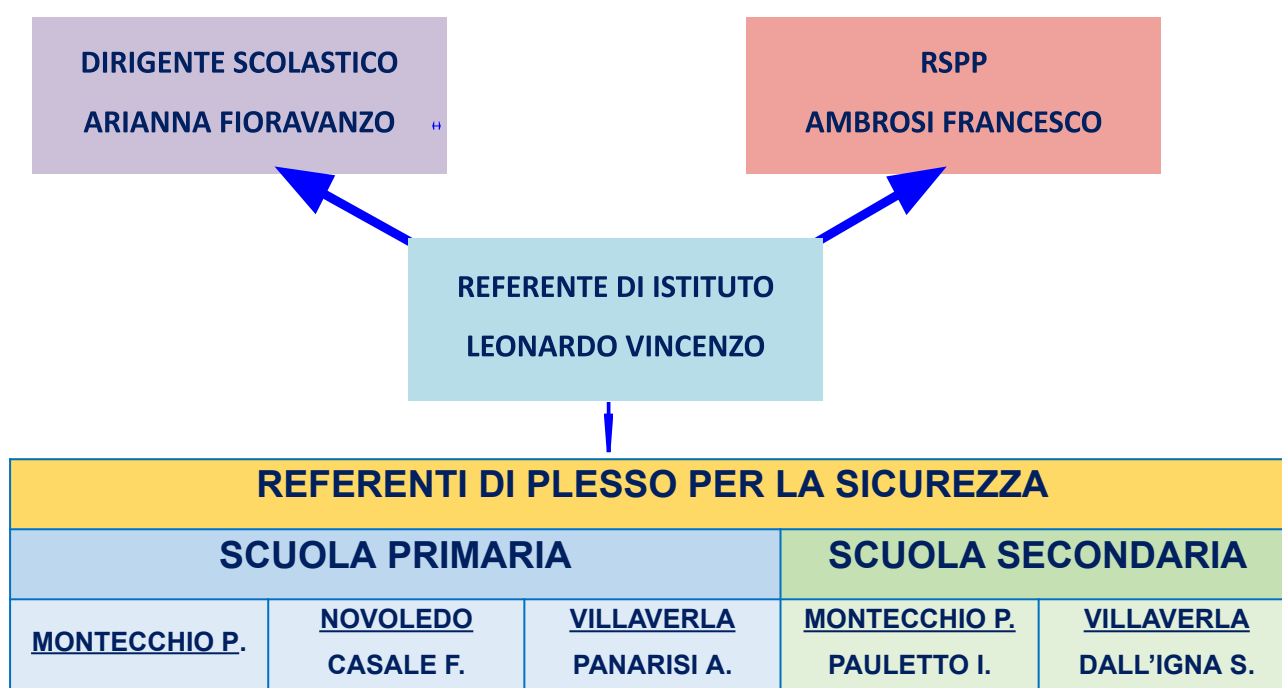 DIRIGENTE SCOLASTICO
ARIANNA FIORAVANZO
RSPP
AMBROSI FRANCESCO
REFERENTE DI ISTITUTO
LEONARDO VINCENZO
REFERENTI DI PLESSO PER LA SICUREZZA
SCUOLA PRIMARIA
SCUOLA SECONDARIA
MONTECCHIO P.
NOVOLEDO
CASALE F.
VILLAVERLA
PANARISI A.
MONTECCHIO P.
PAULETTO I.
VILLAVERLA
DALL'IGNA S.